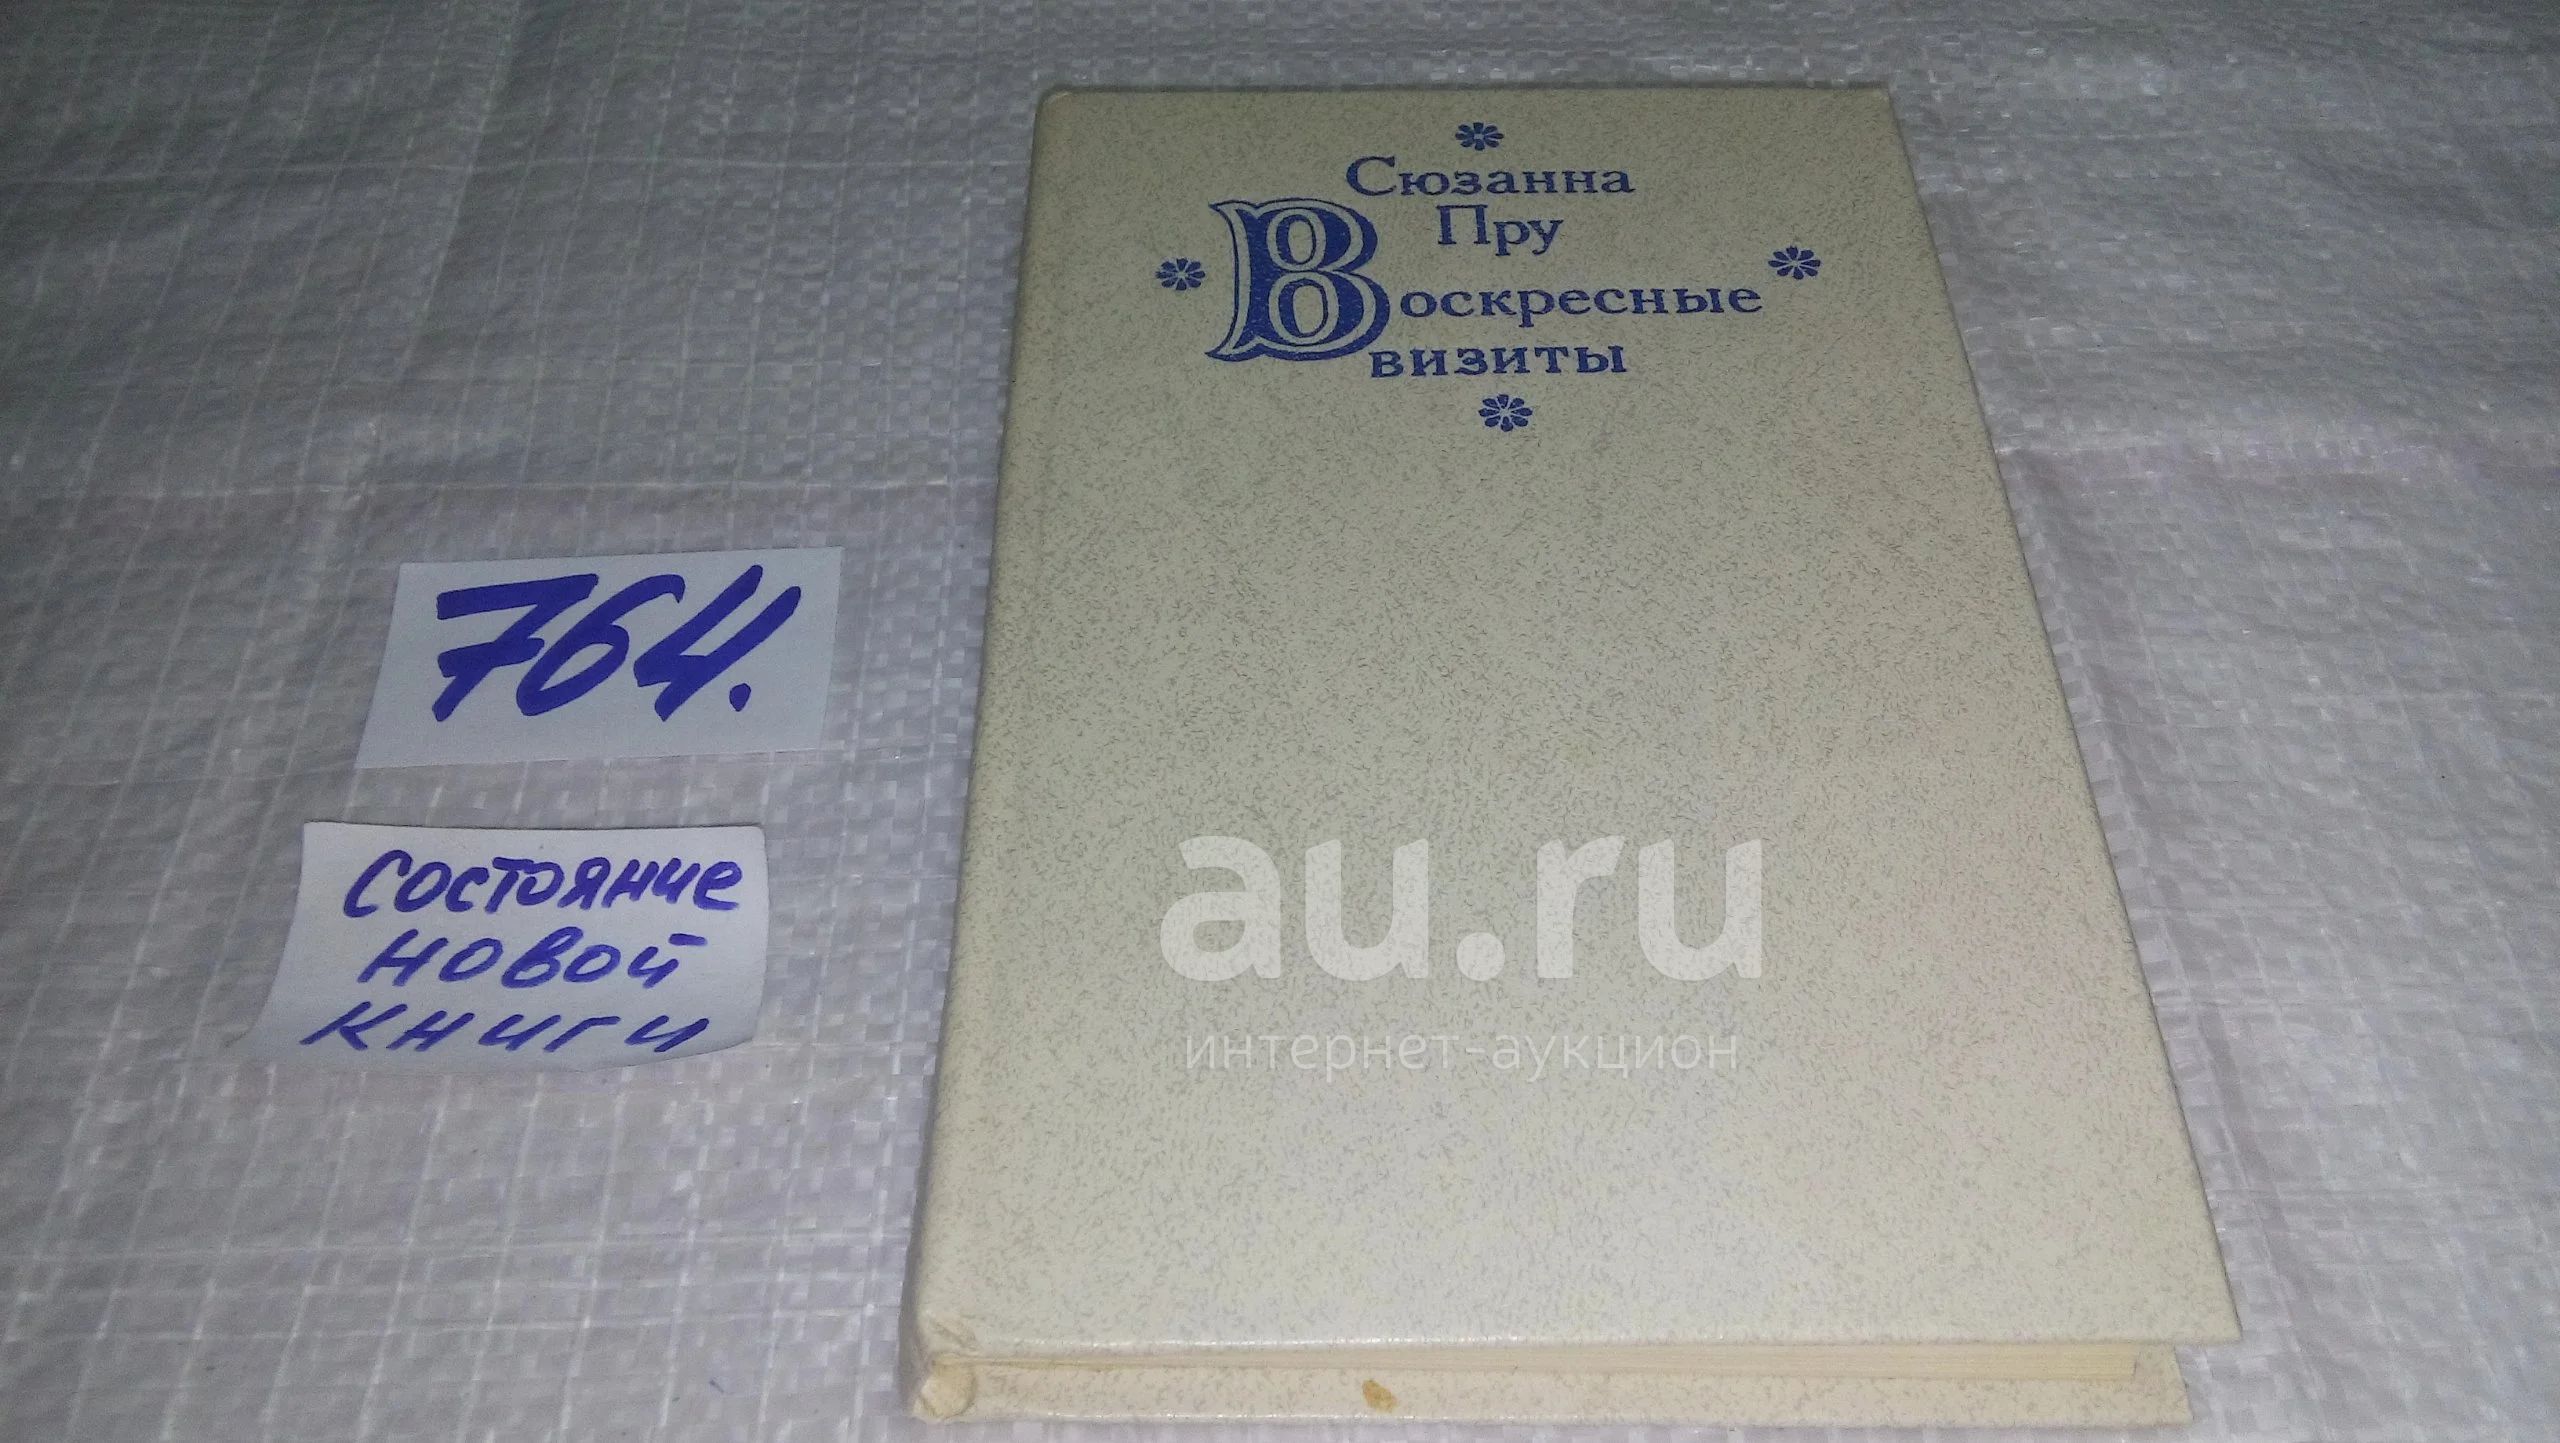 Сюзанна
Пру
Воскресные
визиты
764.
Состояние
новой
книги
au.ru
интернет-аукцион